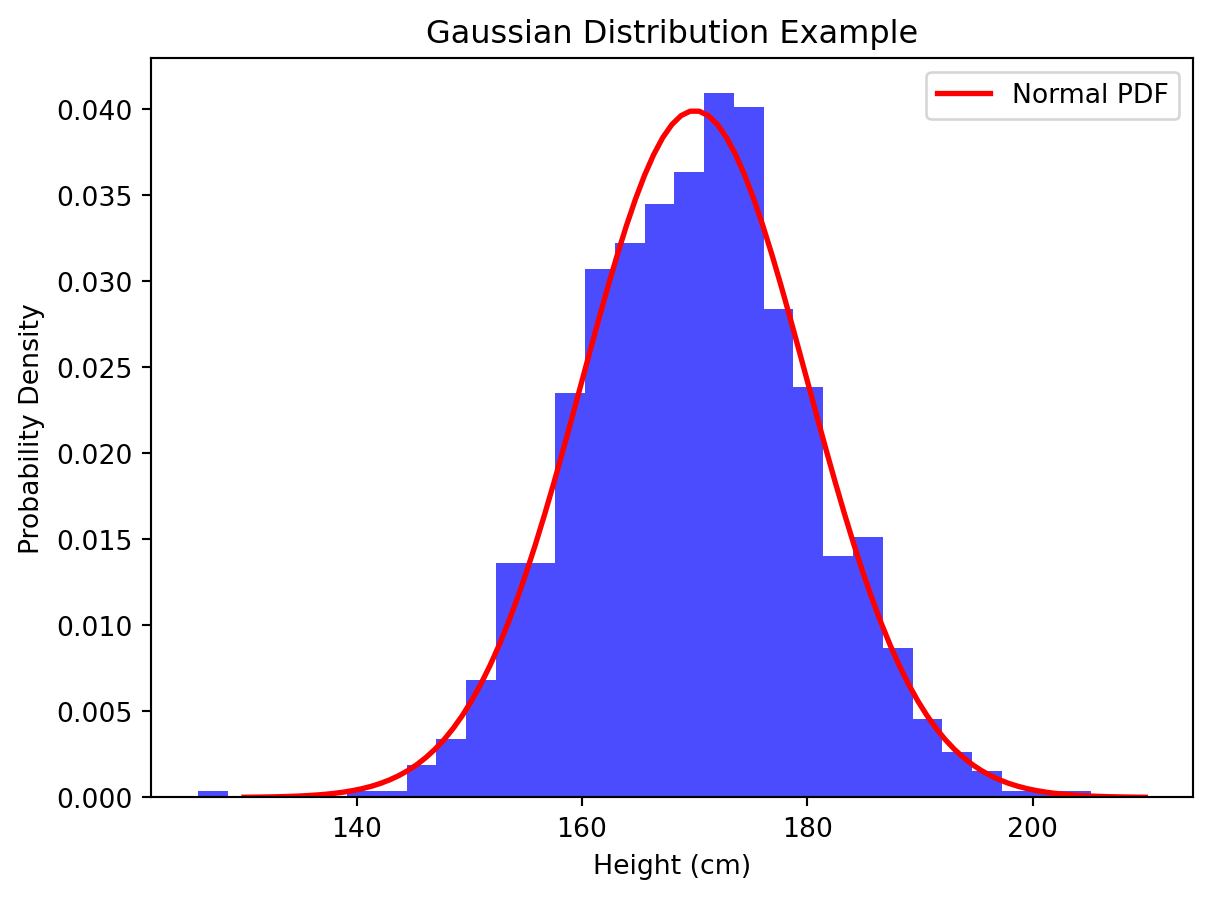 Gaussian Distribution Example
Normal PDF
0.040
0.035
0.030
0.025
0.020
0.015
0.010
0.005
0.000
Probability Density
140 160 180 200
Height (cm)